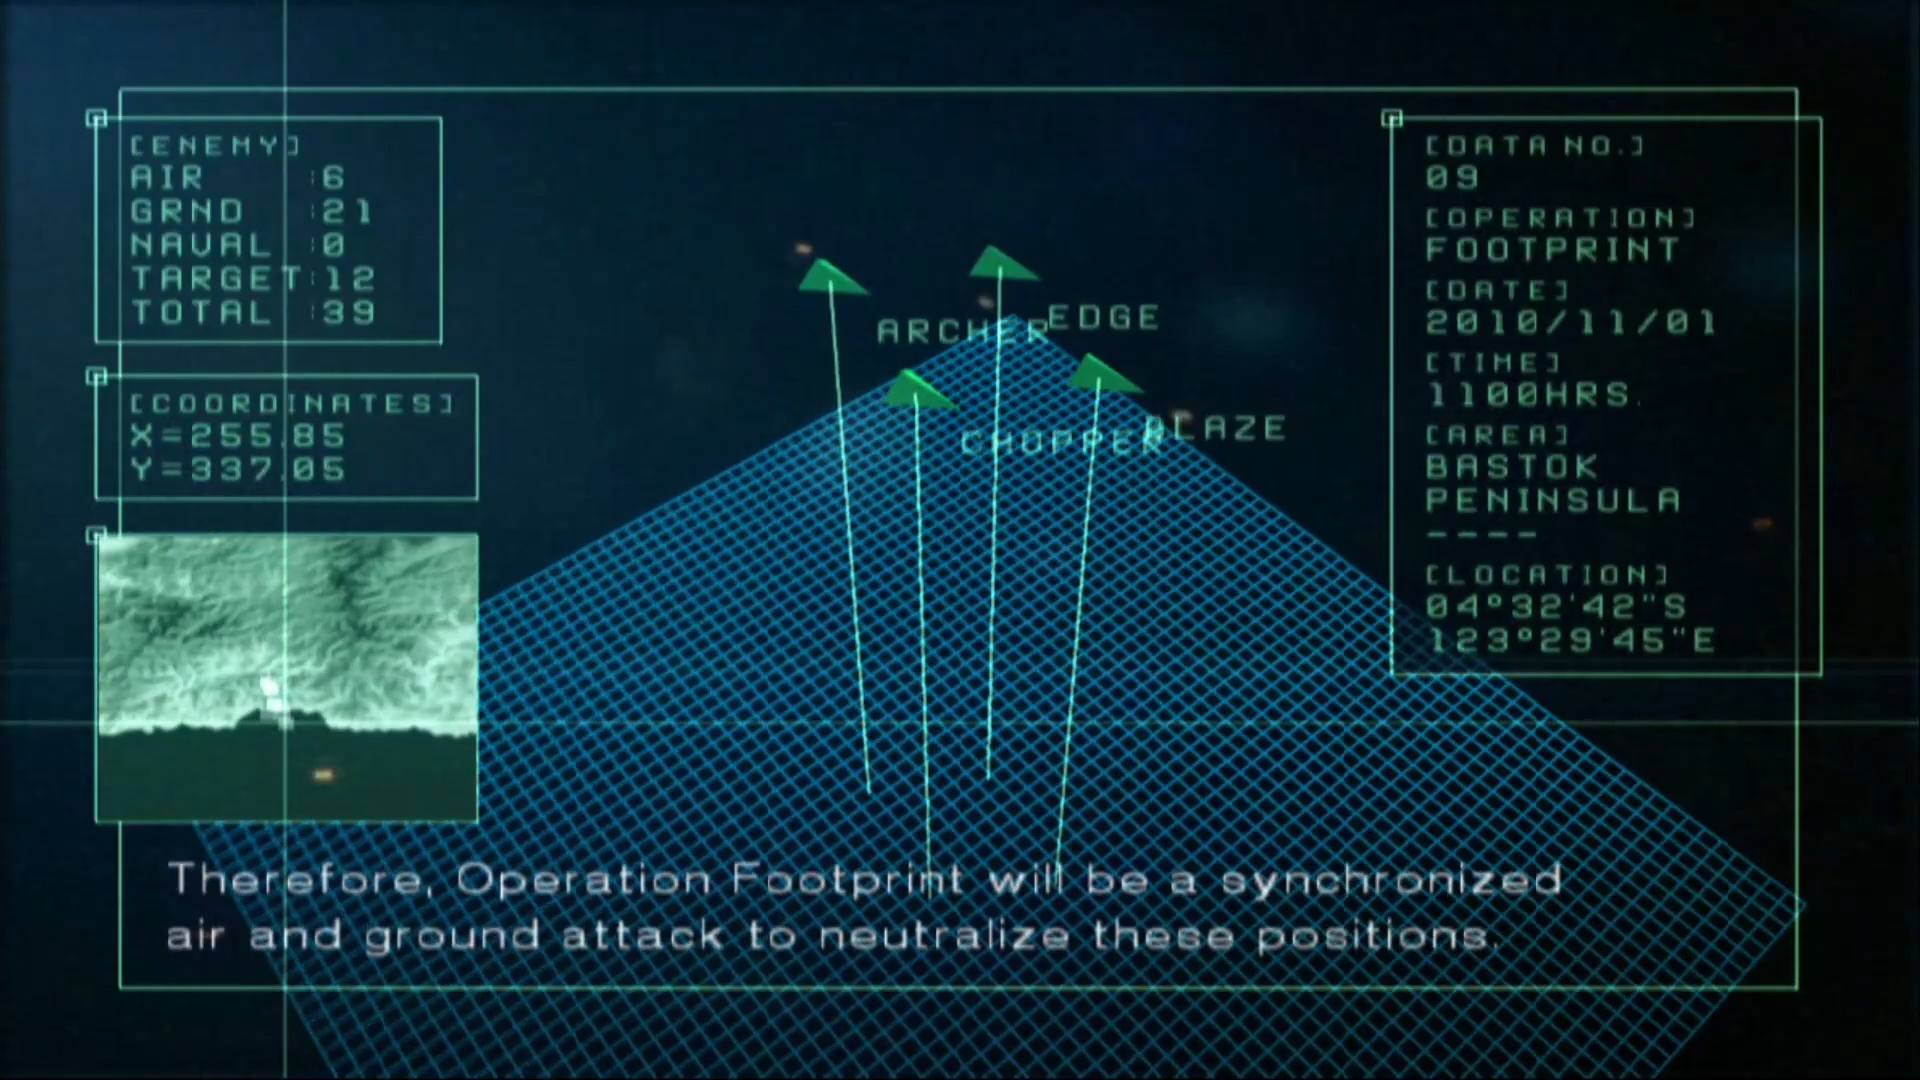 [ENEMY]
AIR :6
GRND :21
NAVAL :0
TARGET:12
TOTAL :39
[COORDINATES]
X=255.85
Y=337.05
ARCHER
EDGE
CHOPPER
BLAZE
[DATA NO.]
09
[OPERATION]
FOOTPRINT
[DATE]
2010/11/01
[TIME]
1100HRS.
[AREA]
BASTOK
PENINSULA
----
[LOCATION]
04°32'42"S
123°29'45"E
Therefore, Operation Footprint will be a synchronized
air and ground attack to neutralize these positions.